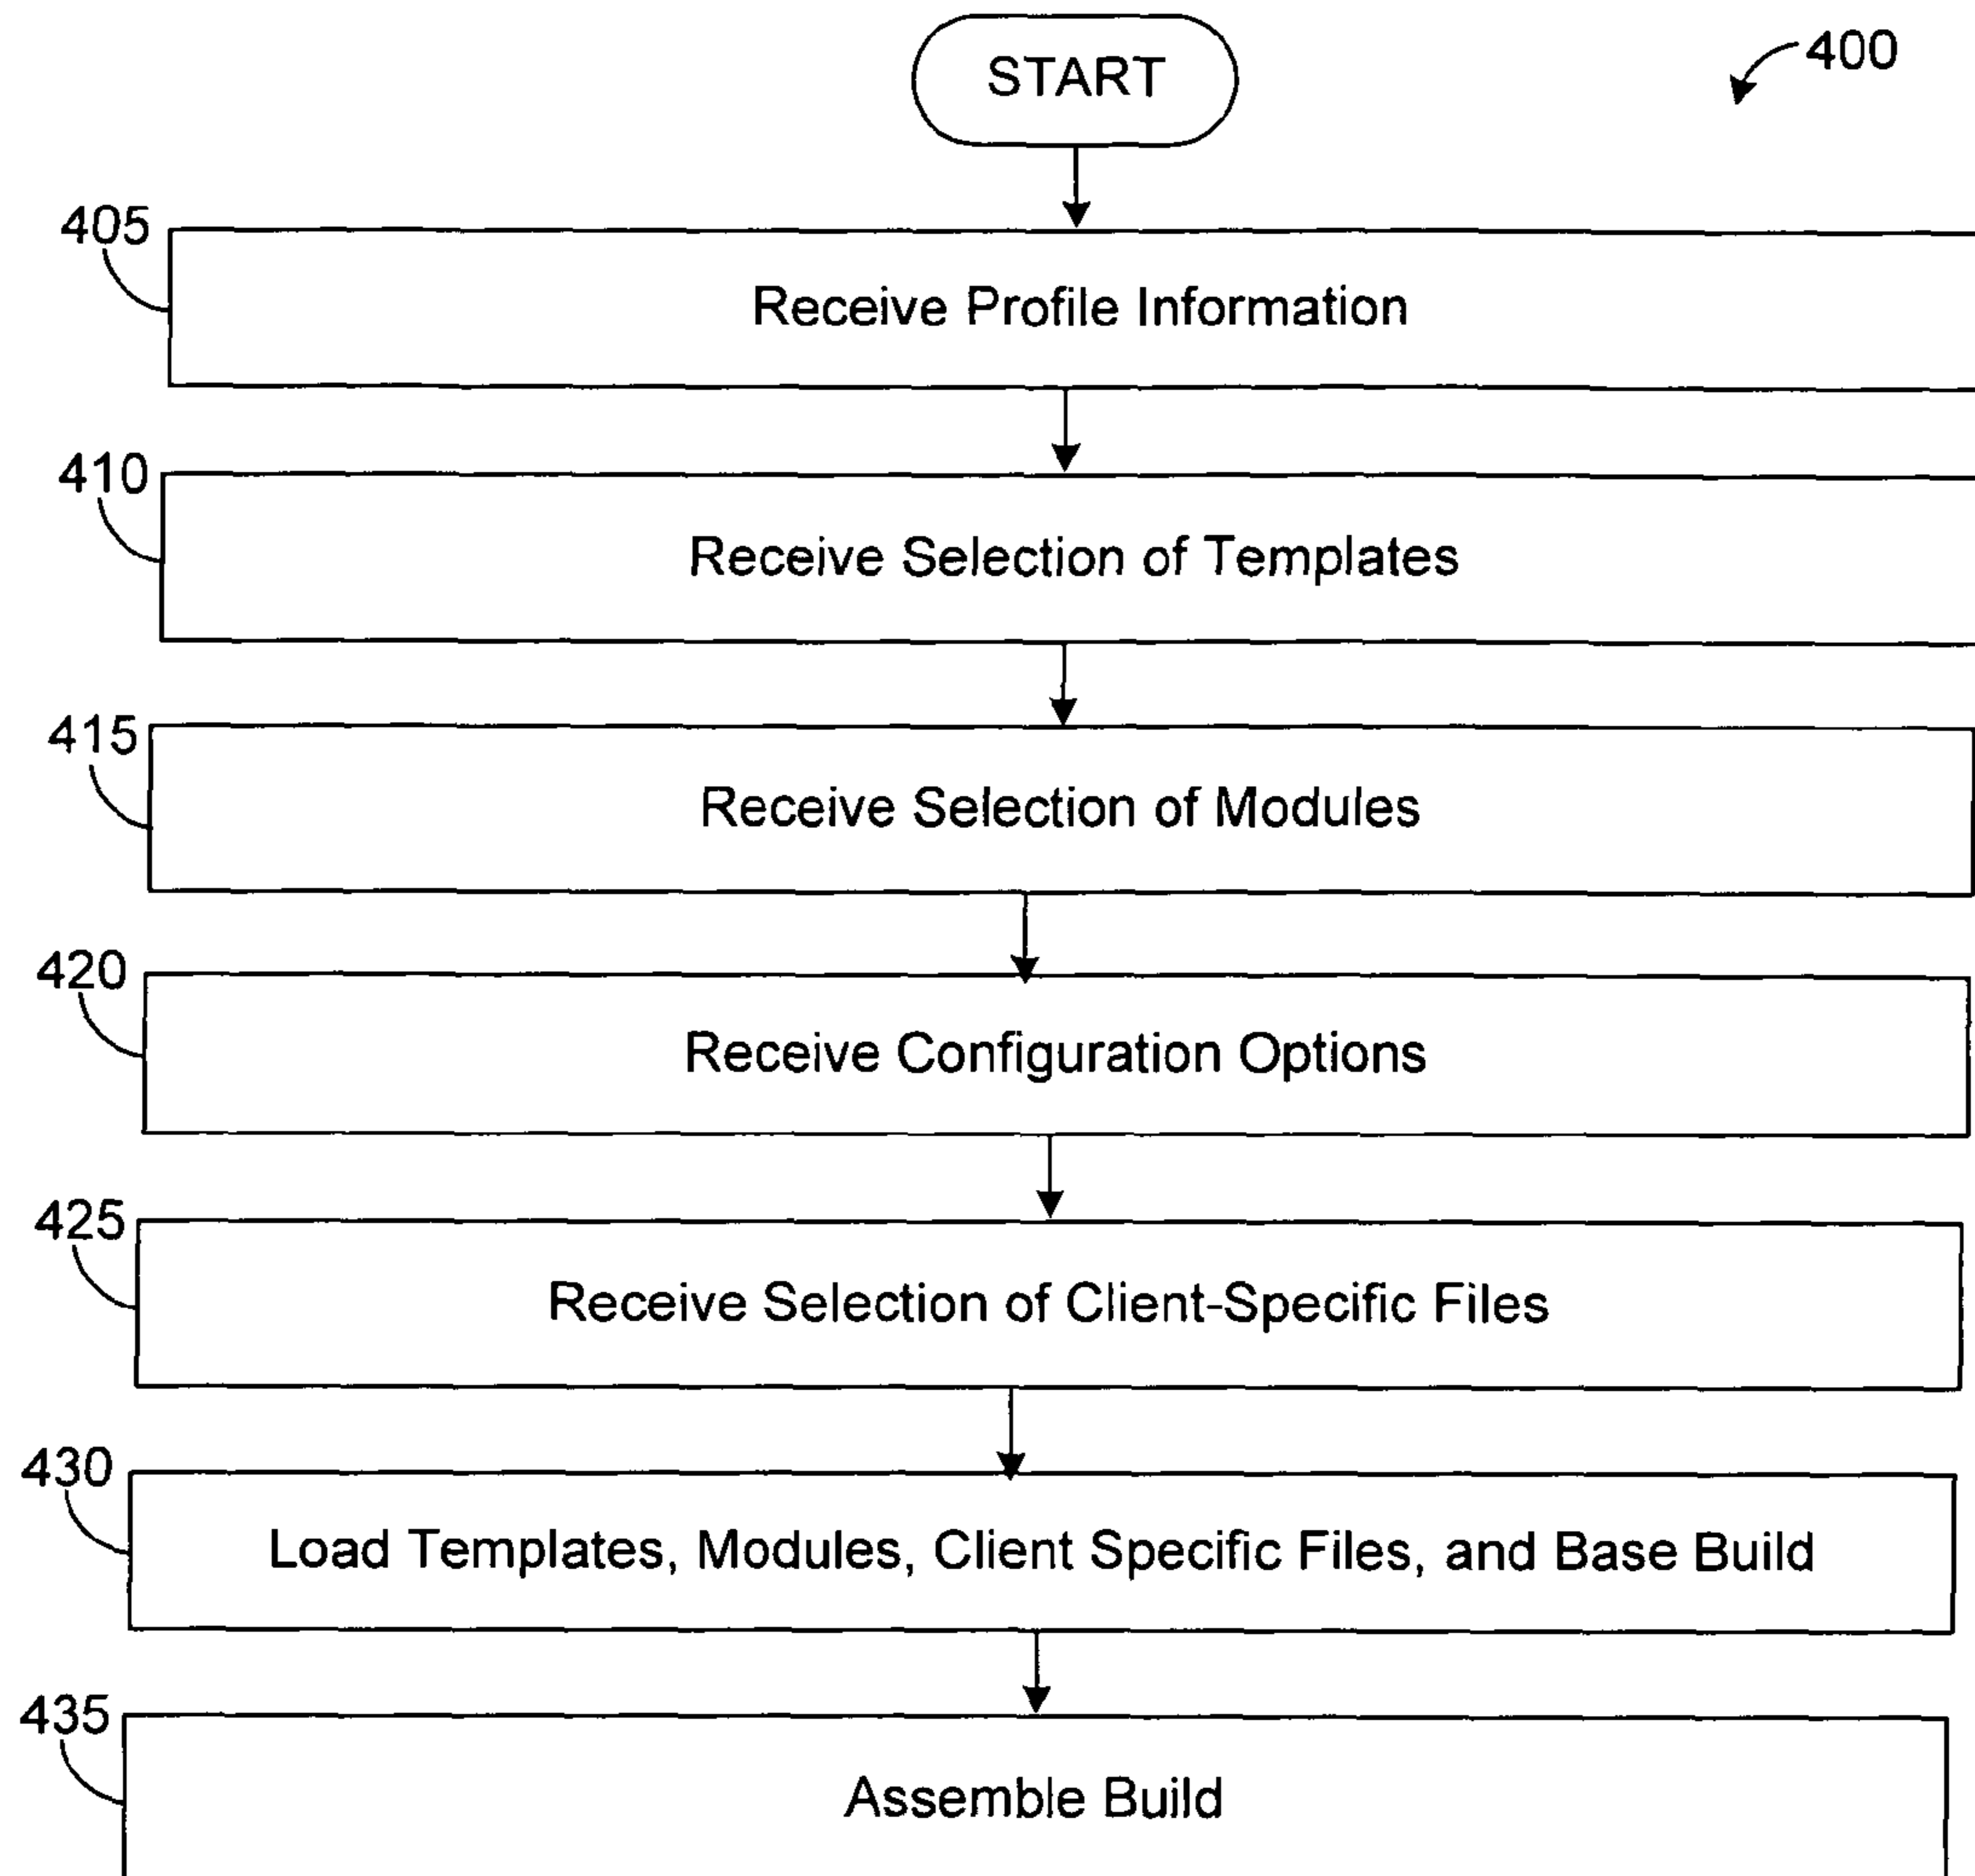 START
400
405
Receive Profile Information
410
Receive Selection of Templates
415
Receive Selection of Modules
420
Receive Configuration Options
425
Receive Selection of Client-Specific Files
430
Load Templates, Modules, Client Specific Files, and Base Build
435
Assemble Build